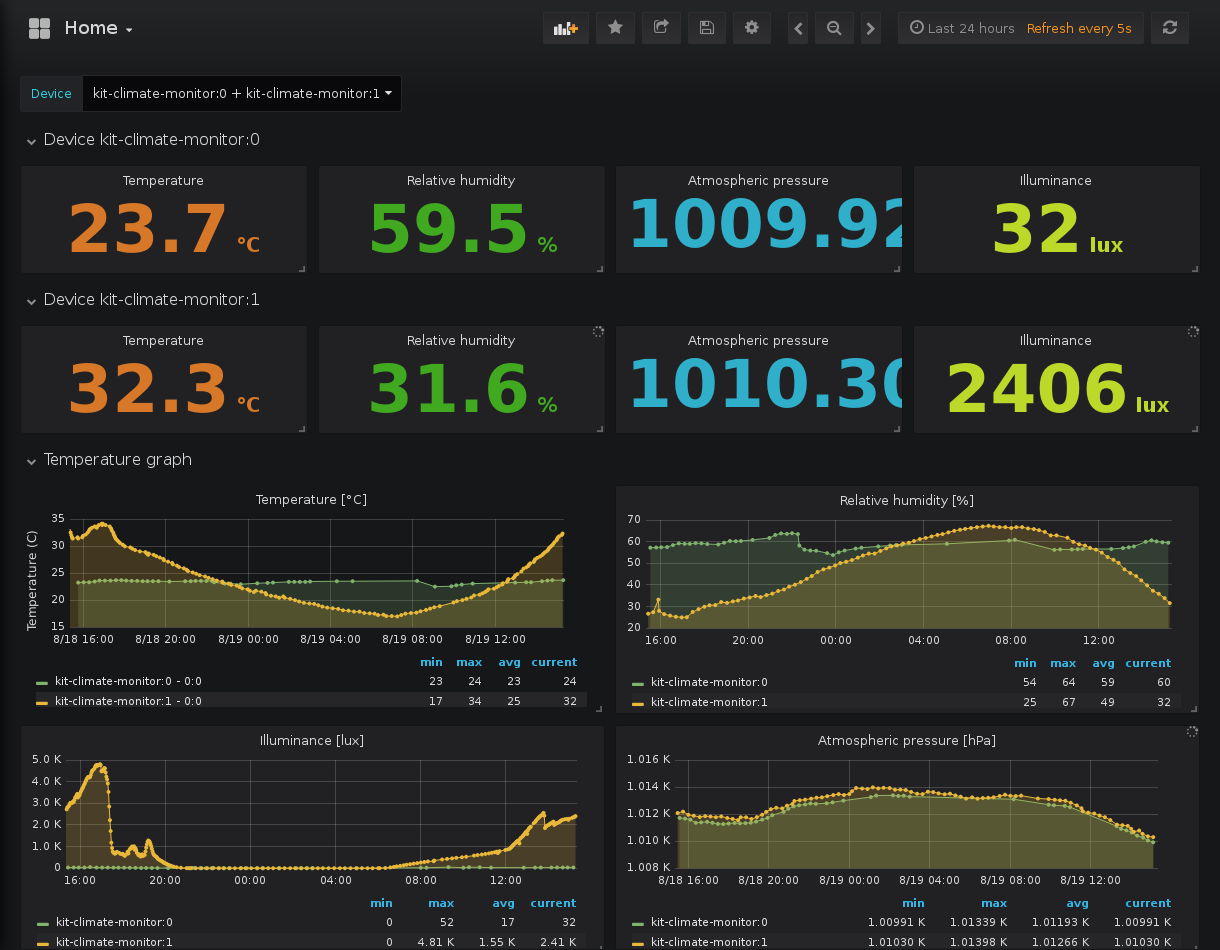 Home
Last 24 hours Refresh every 5s
Device kit-climate-monitor:0 + kit-climate-monitor:1
Device kit-climate-monitor:0
Temperature Relative humidity Atmospheric pressure Illuminance
23.7 °C 59.5 % 1009.92 32 lux
Device kit-climate-monitor:1
Temperature Relative humidity Atmospheric pressure Illuminance
32.3 °C 31.6 % 1010.30 2406 lux
Temperature graph
Temperature [°C]
Temperature (C)
35
30
25
20
15
8/18 16:00 8/18 20:00 8/19 00:00 8/19 04:00 8/19 08:00 8/19 12:00
min max avg current
kit-climate-monitor:0 - 0:0 23 24 23 24
kit-climate-monitor:1 - 0:0 17 34 25 32
Relative humidity [%]
70
60
50
40
30
20
16:00 20:00 00:00 04:00 08:00 12:00
min max avg current
kit-climate-monitor:0 54 64 59 60
kit-climate-monitor:1 25 67 49 32
Illuminance [lux]
5.0 K
4.0 K
3.0 K
2.0 K
1.0 K
0
16:00 20:00 00:00 04:00 08:00 12:00
min max avg current
kit-climate-monitor:0 0 52 17 32
kit-climate-monitor:1 0 4.81 K 1.55 K 2.41 K
Atmospheric pressure [hPa]
1.016 K
1.014 K
1.012 K
1.010 K
1.008 K
8/18 16:00 8/18 20:00 8/19 00:00 8/19 04:00 8/19 08:00 8/19 12:00
min max avg current
kit-climate-monitor:0 1.00991 K 1.01339 K 1.01193 K 1.00991 K
kit-climate-monitor:1 1.01030 K 1.01398 K 1.01266 K 1.01030 K